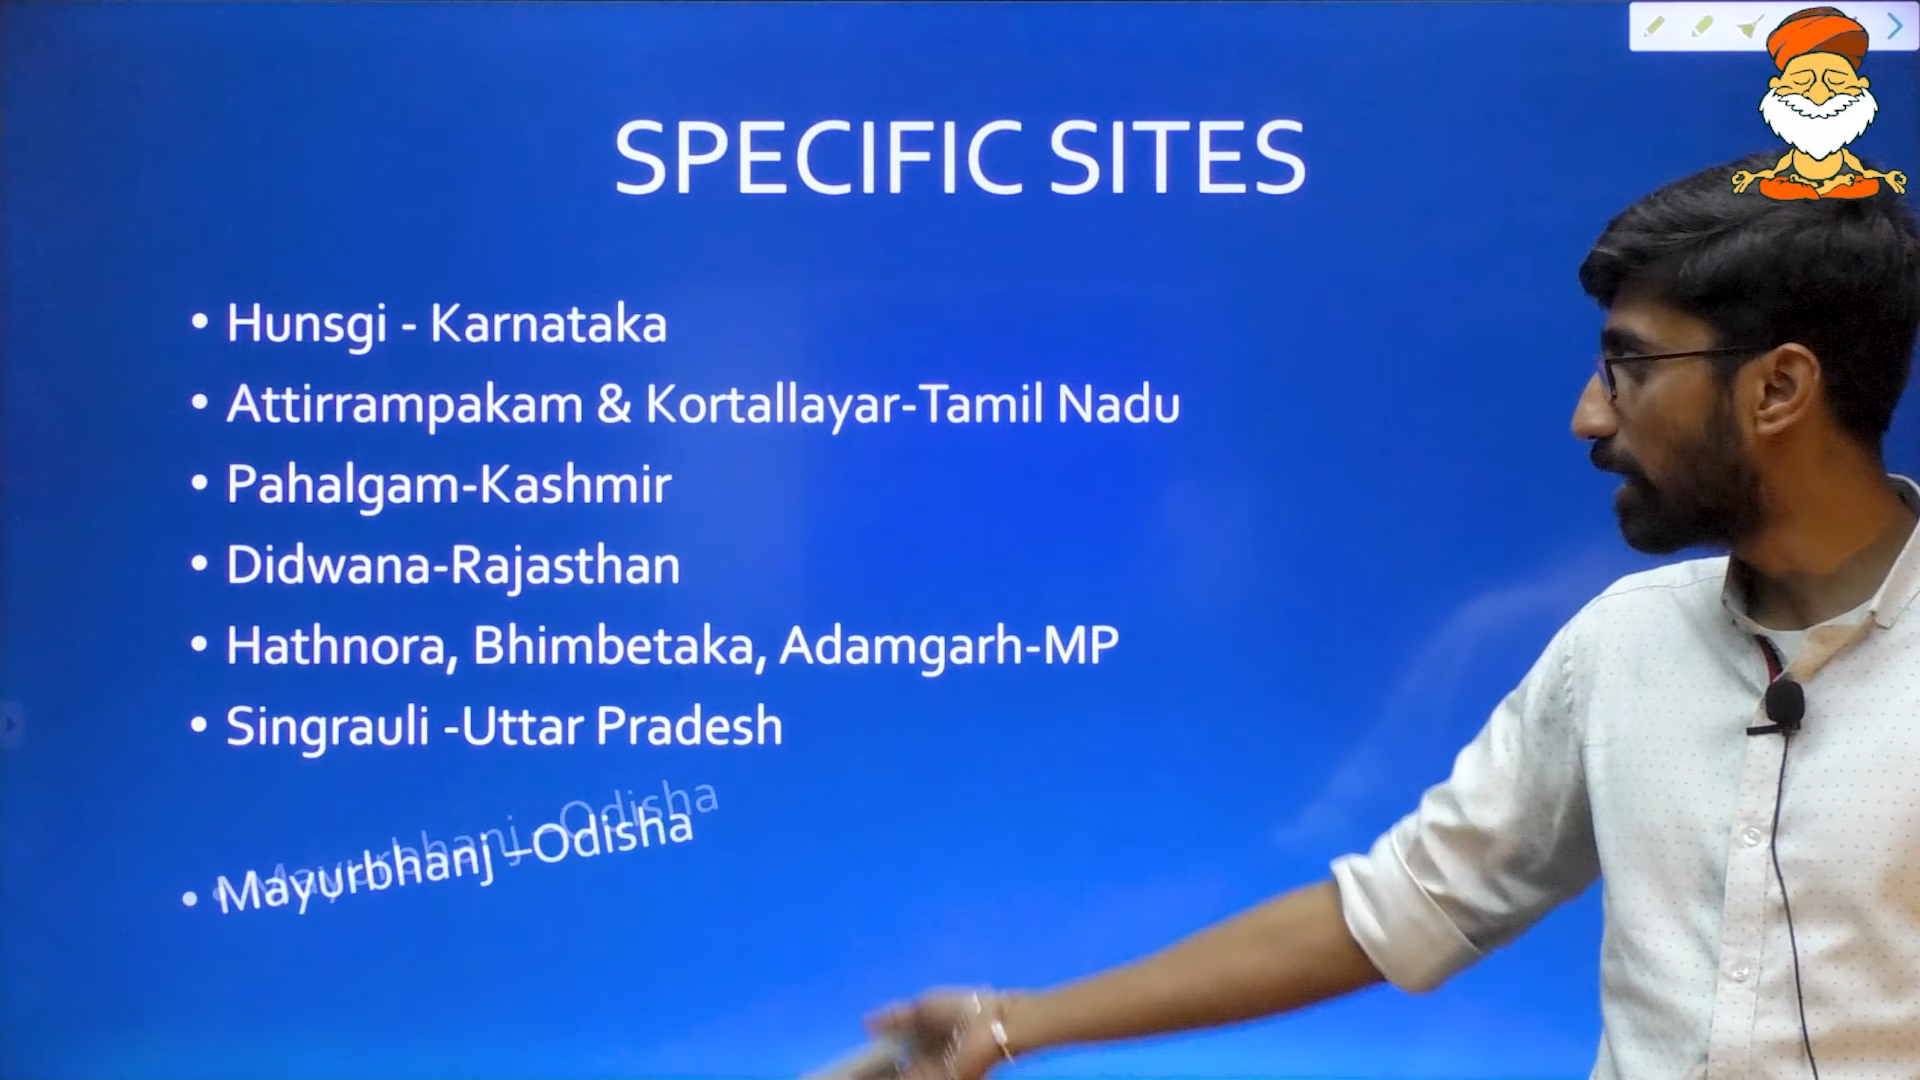 SPECIFIC SITES
• Hunsgi - Karnataka
• Attirrampakam & Kortallayar-Tamil Nadu
• Pahalgam-Kashmir
• Didwana-Rajasthan
• Hathnora, Bhimbetaka, Adamgarh-MP
• Singrauli -Uttar Pradesh
• Mayurbhanj –Odisha